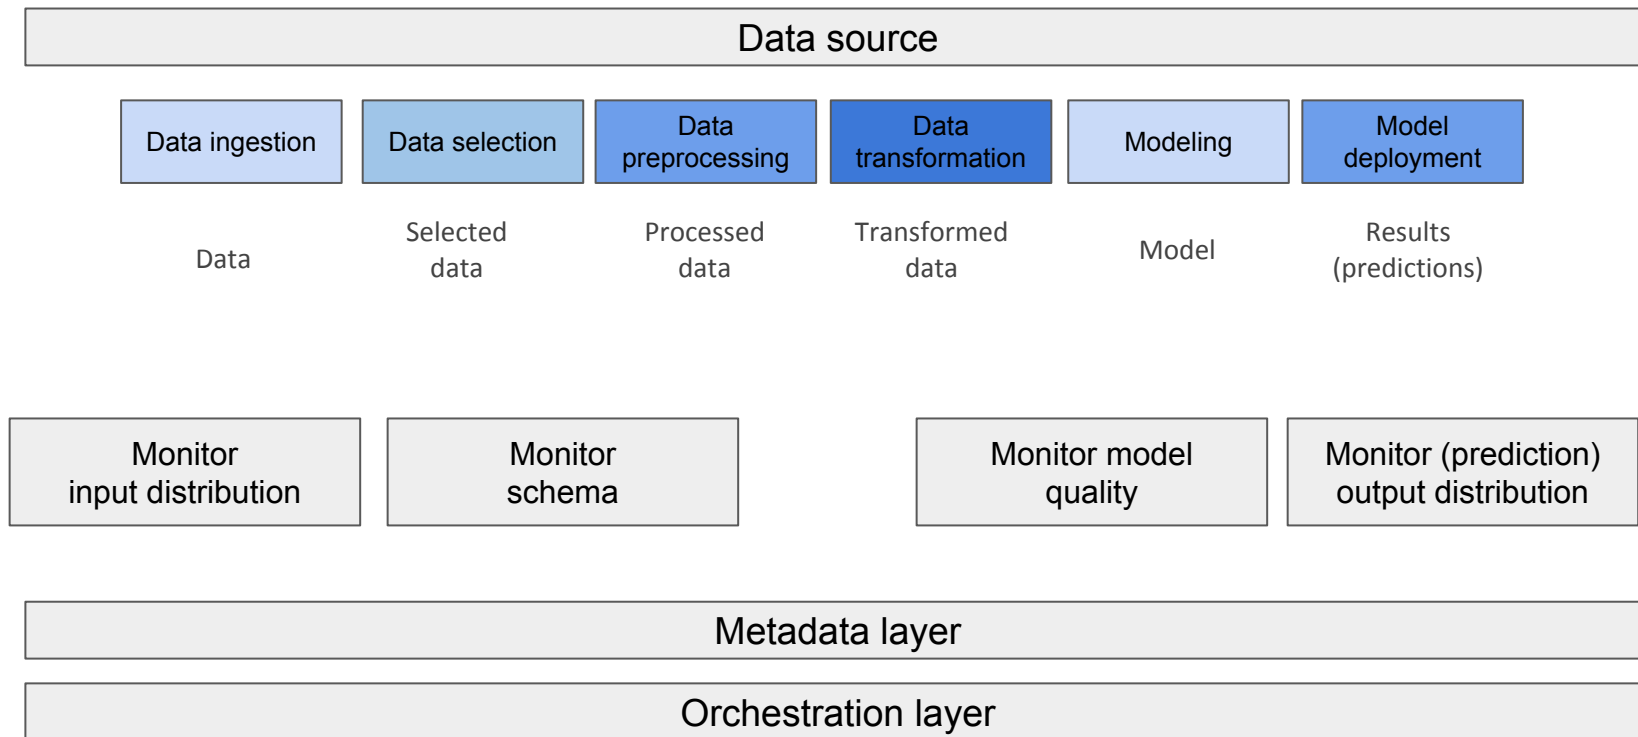 Data source
Data ingestion
Data selection
Data
preprocessing
Data
transformation
Modeling
Model
deployment
Data
Selected
data
Processed
data
Transformed
data
Model
Results
(predictions)
Monitor
input distribution
Monitor
schema
Monitor model
quality
Monitor (prediction)
output distribution
Metadata layer
Orchestration layer